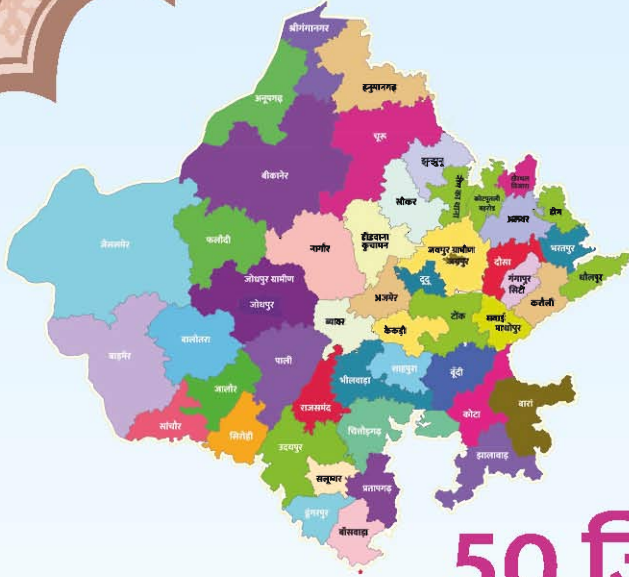 श्रीगंगानगर
हनुमानगढ़
अनूपगढ़
चूरू
झुन्झुनू
बीकानेर
सीकर
नीम का थाना
कोटपूतली
बहरोड
खैरथल
तिजारा
अलवर
डीग
जैसलमेर
फलौदी
नागौर
डीडवाना
कुचामन
जयपुर ग्रामीण
जयपुर
दौसा
भरतपुर
गंगापुर
सिटी
धौलपुर
जोधपुर ग्रामीण
जोधपुर
अजमेर
दूदू
करौली
ब्यावर
केकड़ी
टोंक
सवाई
माधोपुर
बाड़मेर
बालोतरा
पाली
भीलवाड़ा
शाहपुरा
बूंदी
जालौर
राजसमंद
कोटा
बारां
सांचौर
सिरोही
चित्तौड़गढ़
उदयपुर
झालावाड़
सलूम्बर
प्रतापगढ़
डूंगरपुर
बाँसवाड़ा
50